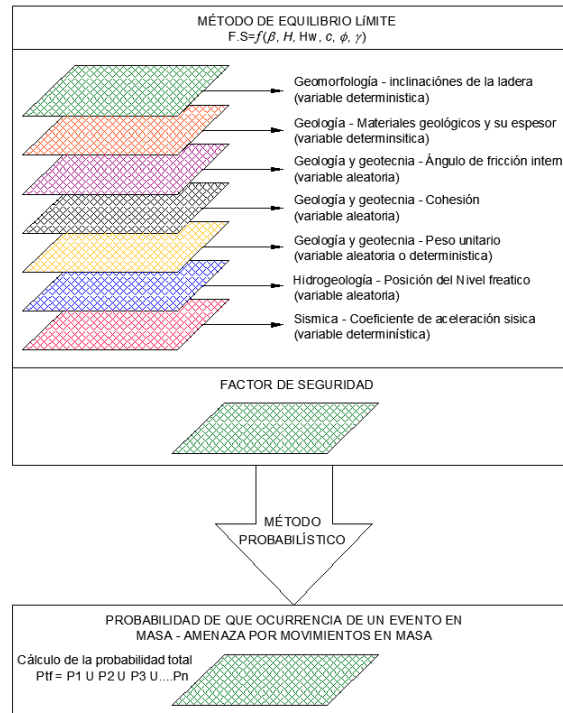 MÉTODO DE EQUILIBRIO LíMITE
F.S=f(β, H, Hw, c, ϕ, γ)
Geomorfología - inclinaciónes de la ladera
(variable deterministica)
Geología - Materiales geológicos y su espesor
(variable determinsitica)
Geología y geotecnia - Ángulo de fricción intern
(variable aleatoria)
Geología y geotecnia - Cohesión
(variable aleatoria)
Geología y geotecnia - Peso unitario
(variable aleatoria o deterministica)
Hidrogeología - Posición del Nivel freatico
(variable aleatoria)
Sismica - Coeficiente de aceleración sisica
(variable determinística)
FACTOR DE SEGURIDAD
MÉTODO
PROBABILÍSTICO
PROBABILIDAD DE QUE OCURRENCIA DE UN EVENTO EN
MASA - AMENAZA POR MOVIMIENTOS EN MASA
Cálculo de la probabilidad total
Ptf = P1 U P2 U P3 U....Pn